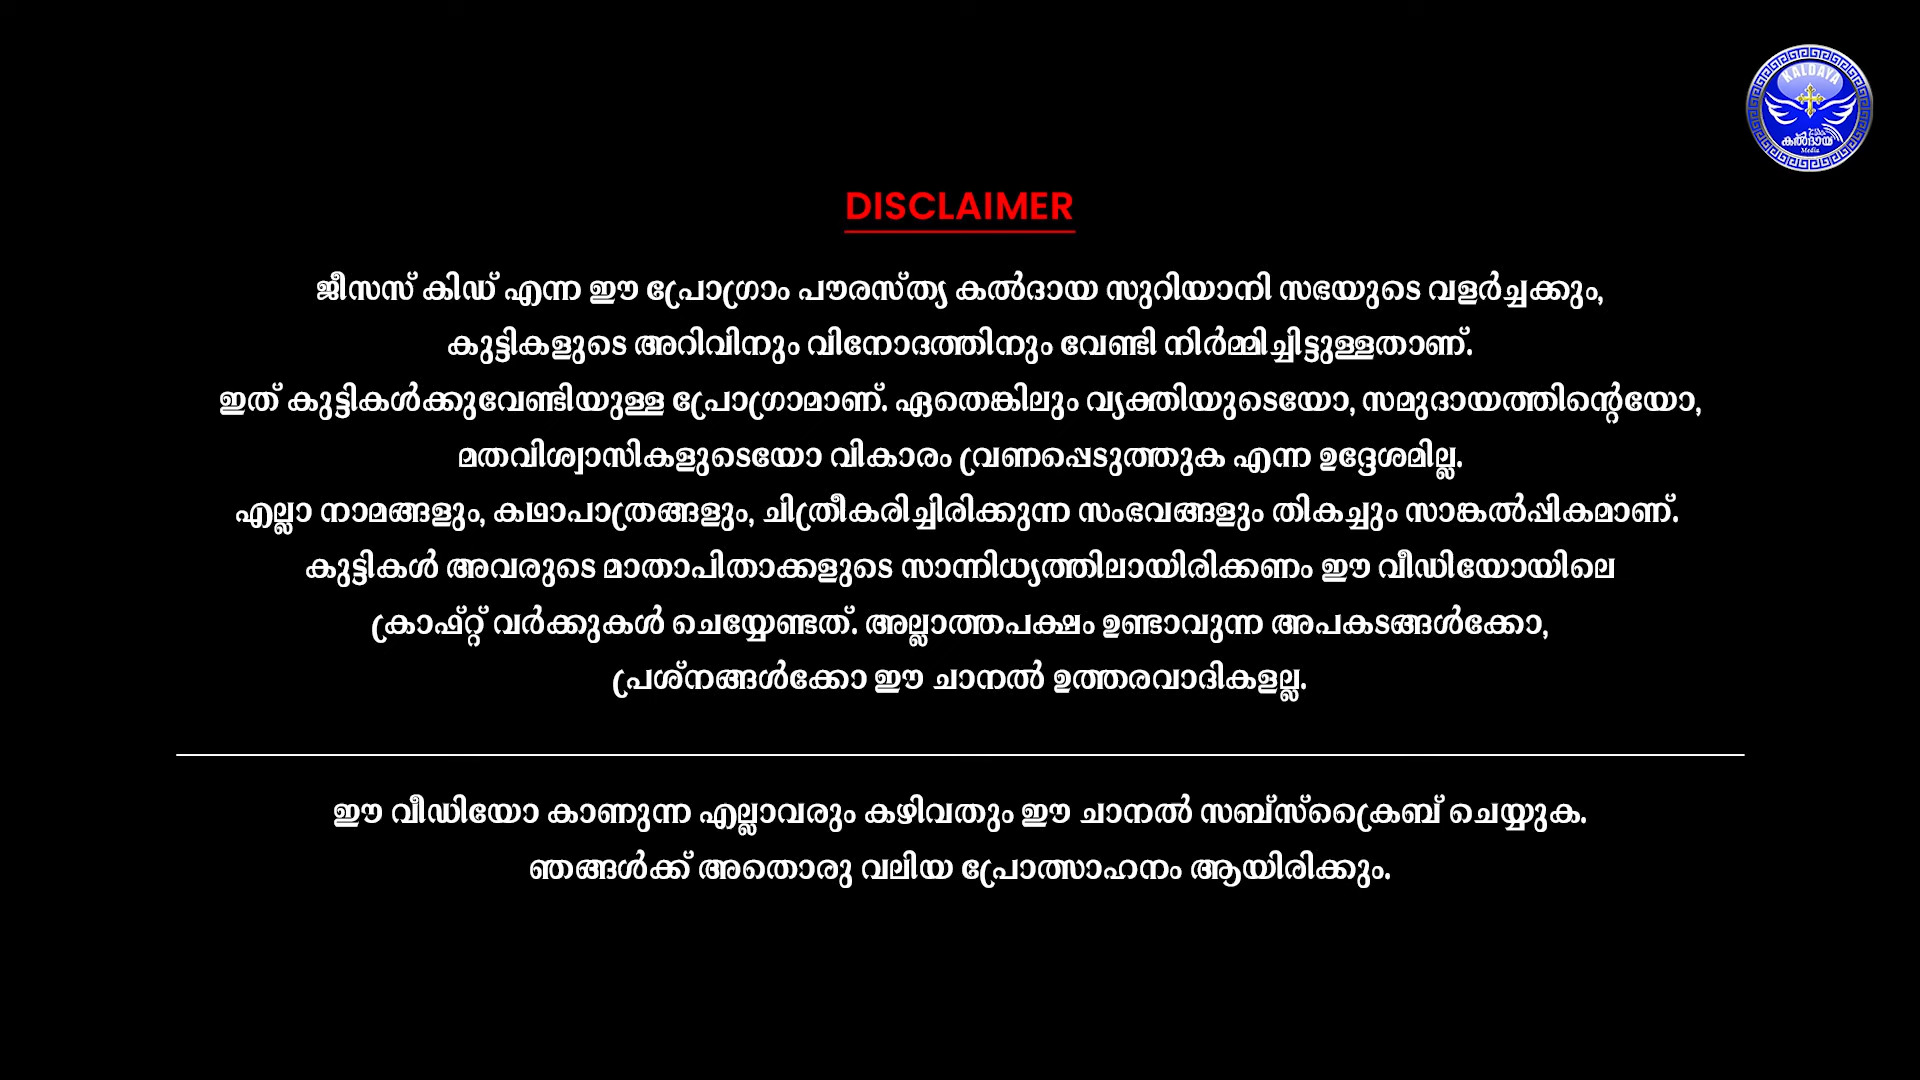 KALDAYA
കൽദായ
Media
DISCLAIMER
ജീസസ് കിഡ് എന്ന ഈ പ്രോഗ്രാം പൗരസ്ത്യ കൽദായ സുറിയാനി സഭയുടെ വളർച്ചക്കും,
കുട്ടികളുടെ അറിവിനും വിനോദത്തിനും വേണ്ടി നിർമ്മിച്ചിട്ടുള്ളതാണ്.
ഇത് കുട്ടികൾക്കുവേണ്ടിയുള്ള പ്രോഗ്രാമാണ്. ഏതെങ്കിലും വ്യക്തിയുടെയോ, സമുദായത്തിന്റെയോ,
മതവിശ്വാസികളുടെയോ വികാരം വ്രണപ്പെടുത്തുക എന്ന ഉദ്ദേശമില്ല.
എല്ലാ നാമങ്ങളും, കഥാപാത്രങ്ങളും, ചിത്രീകരിച്ചിരിക്കുന്ന സംഭവങ്ങളും തികച്ചും സാങ്കൽപ്പികമാണ്.
കുട്ടികൾ അവരുടെ മാതാപിതാക്കളുടെ സാന്നിധ്യത്തിലായിരിക്കണം ഈ വീഡിയോയിലെ
ക്രാഫ്റ്റ് വർക്കുകൾ ചെയ്യേണ്ടത്. അല്ലാത്തപക്ഷം ഉണ്ടാവുന്ന അപകടങ്ങൾക്കോ,
പ്രശ്നങ്ങൾക്കോ ഈ ചാനൽ ഉത്തരവാദികളല്ല.
ഈ വീഡിയോ കാണുന്ന എല്ലാവരും കഴിവതും ഈ ചാനൽ സബ്സ്ക്രൈബ് ചെയ്യുക.
ഞങ്ങൾക്ക് അതൊരു വലിയ പ്രോത്സാഹനം ആയിരിക്കും.